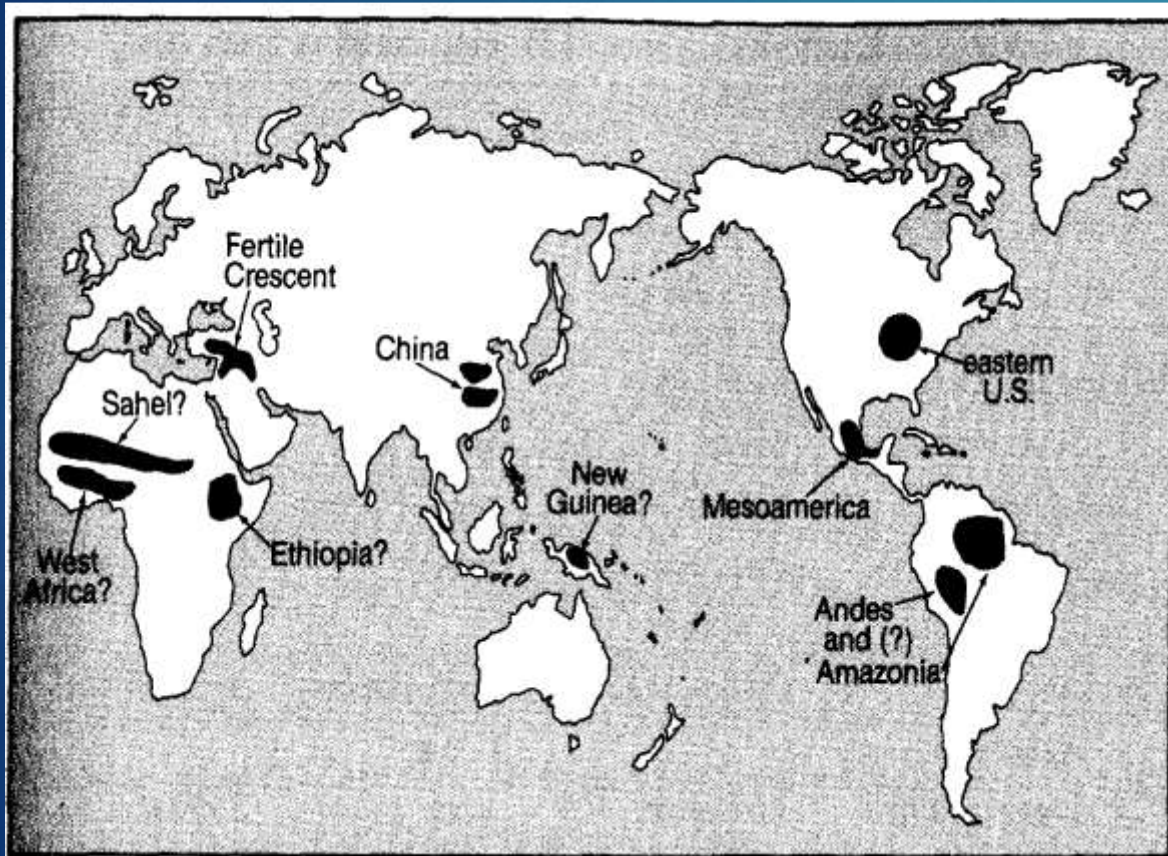 Fertile
Crescent
China
Sahel?
New
Guinea?
West
Africa?
Ethiopia?
eastern
U.S.
Mesoamerica
Andes
and (?)
Amazonia